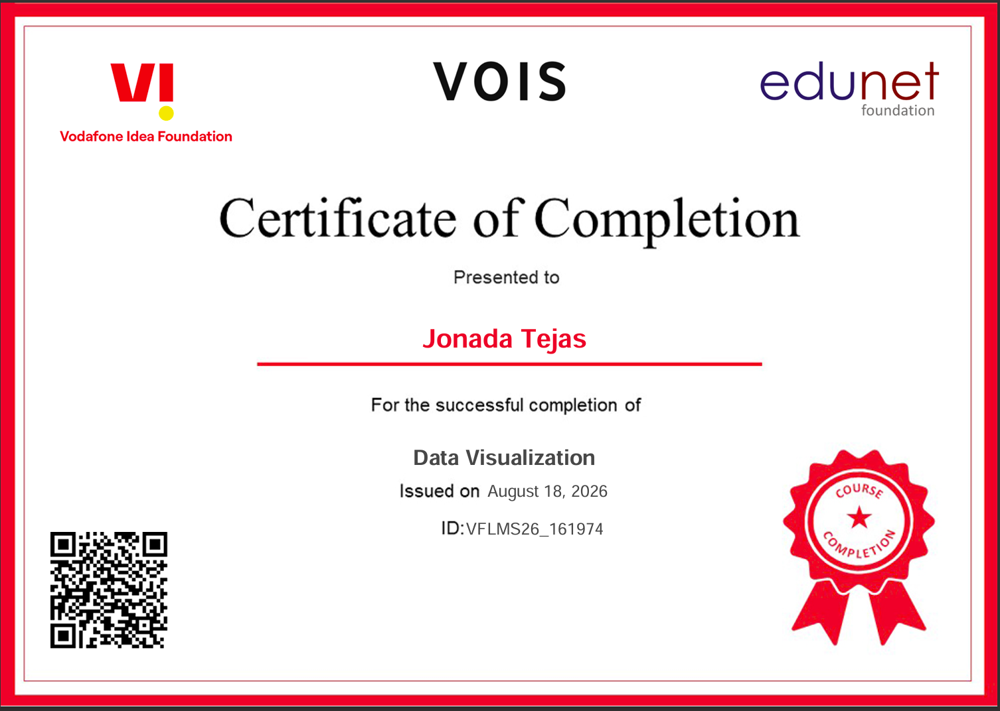 VI
Vodafone Idea Foundation
VOIS
edunet
foundation
Certificate of Completion
Presented to
Jonada Tejas
For the successful completion of
Data Visualization
Issued on August 18, 2026
ID:VFLMS26_161974
COURSE
COMPLETION